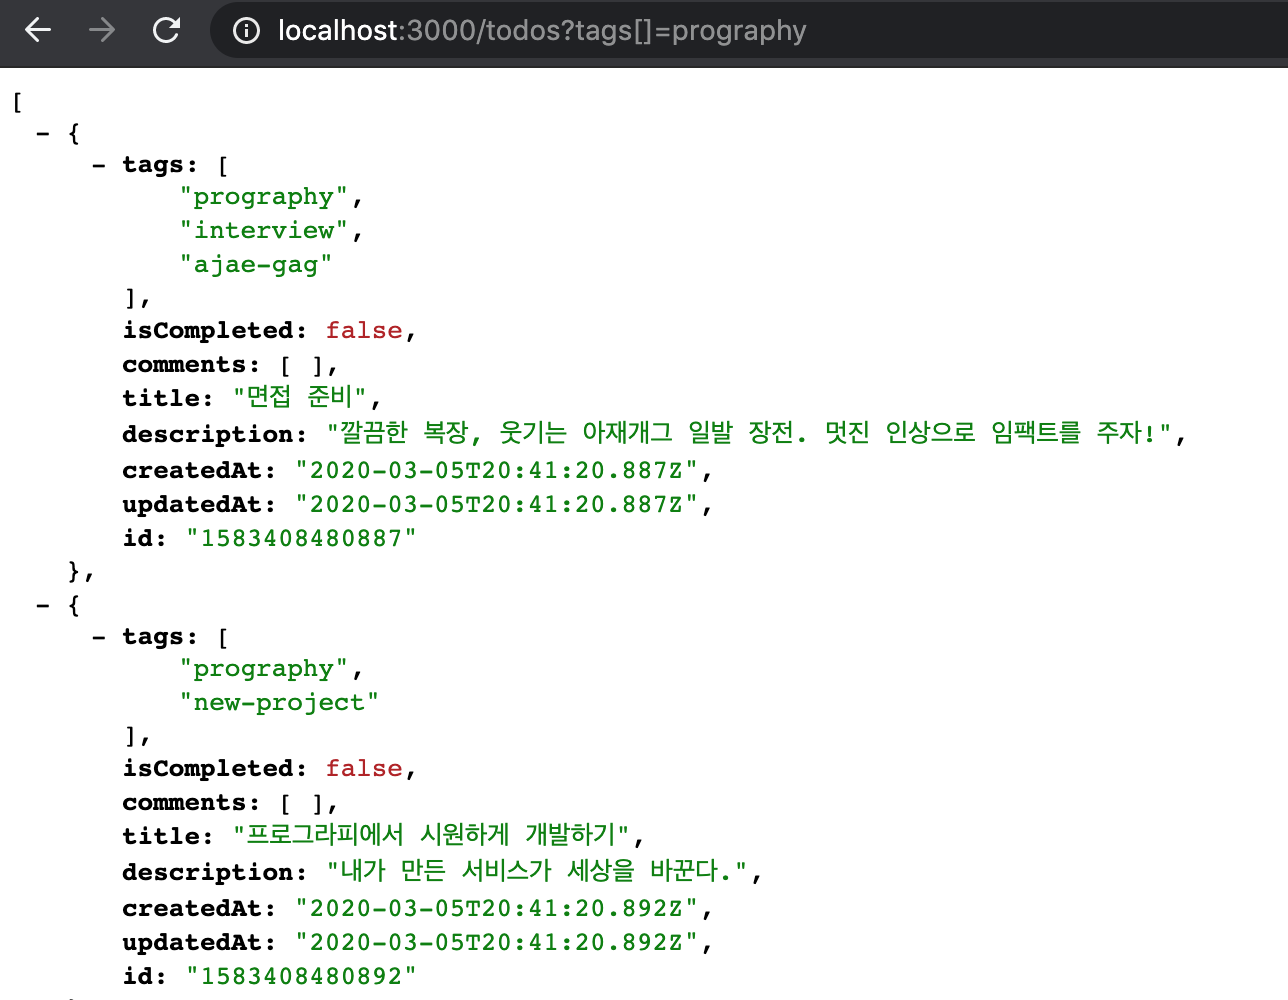 localhost:3000/todos?tags[]=prography
[
- {
- tags: [
"prography",
"interview",
"ajae-gag"
],
isCompleted: false,
comments: [ ],
title: "면접 준비",
description: "깔끔한 복장, 웃기는 아재개그 일발 장전. 멋진 인상으로 임팩트를 주자!",
createdAt: "2020-03-05T20:41:20.887Z",
updatedAt: "2020-03-05T20:41:20.887Z",
id: "1583408480887"
},
- {
- tags: [
"prography",
"new-project"
],
isCompleted: false,
comments: [ ],
title: "프로그라피에서 시원하게 개발하기",
description: "내가 만든 서비스가 세상을 바꾼다.",
createdAt: "2020-03-05T20:41:20.892Z",
updatedAt: "2020-03-05T20:41:20.892Z",
id: "1583408480892"